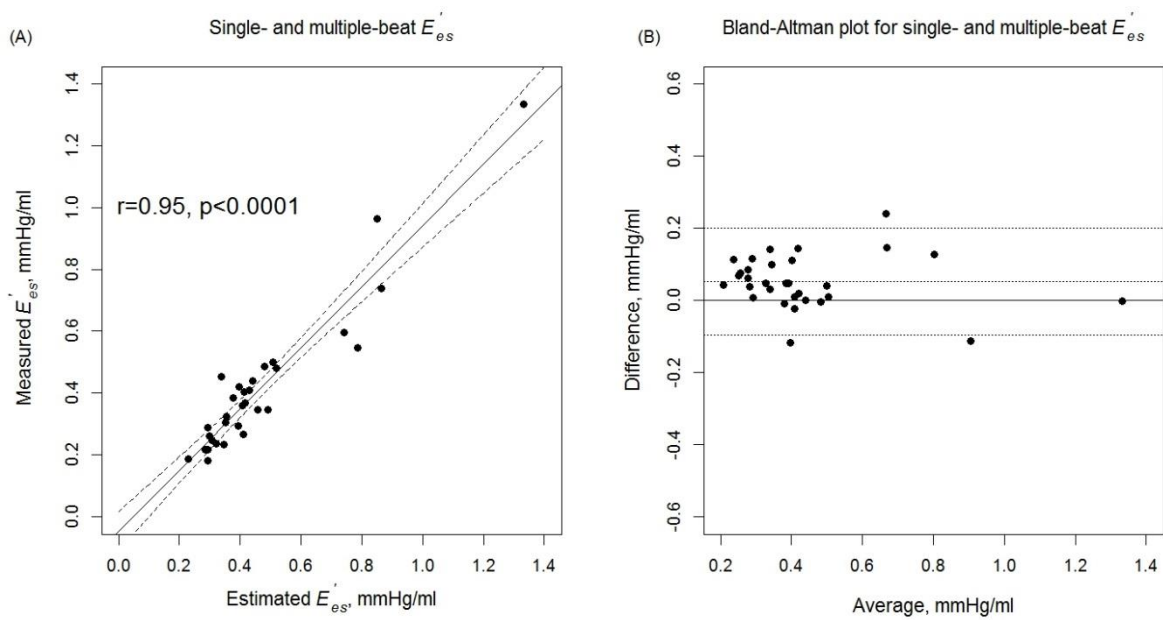 (A)
Single- and multiple-beat E'es
1.4
1.2
1.0
0.8
0.6
0.4
0.2
0.0
Measured E'es, mmHg/ml
r=0.95, p<0.0001
0.0 0.2 0.4 0.6 0.8 1.0 1.2 1.4
Estimated E'es, mmHg/ml
(B)
Bland-Altman plot for single- and multiple-beat E'es
0.6
0.4
0.2
0.0
-0.2
-0.4
-0.6
Difference, mmHg/ml
0.2 0.4 0.6 0.8 1.0 1.2 1.4
Average, mmHg/ml